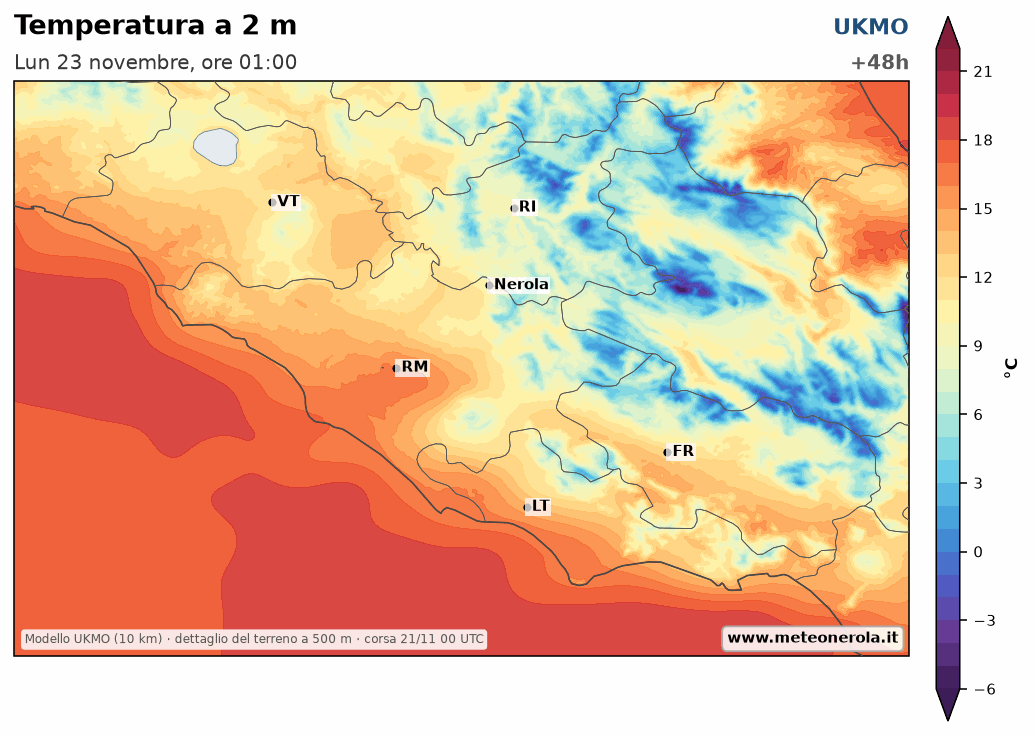 Temperatura a 2 m
UKMO
Lun 23 novembre, ore 01:00
+48h
VT
RI
Nerola
RM
FR
LT
Modello UKMO (10 km) · dettaglio del terreno a 500 m · corsa 21/11 00 UTC
www.meteonerola.it
21
18
15
12
9
6
3
0
−3
−6
°C